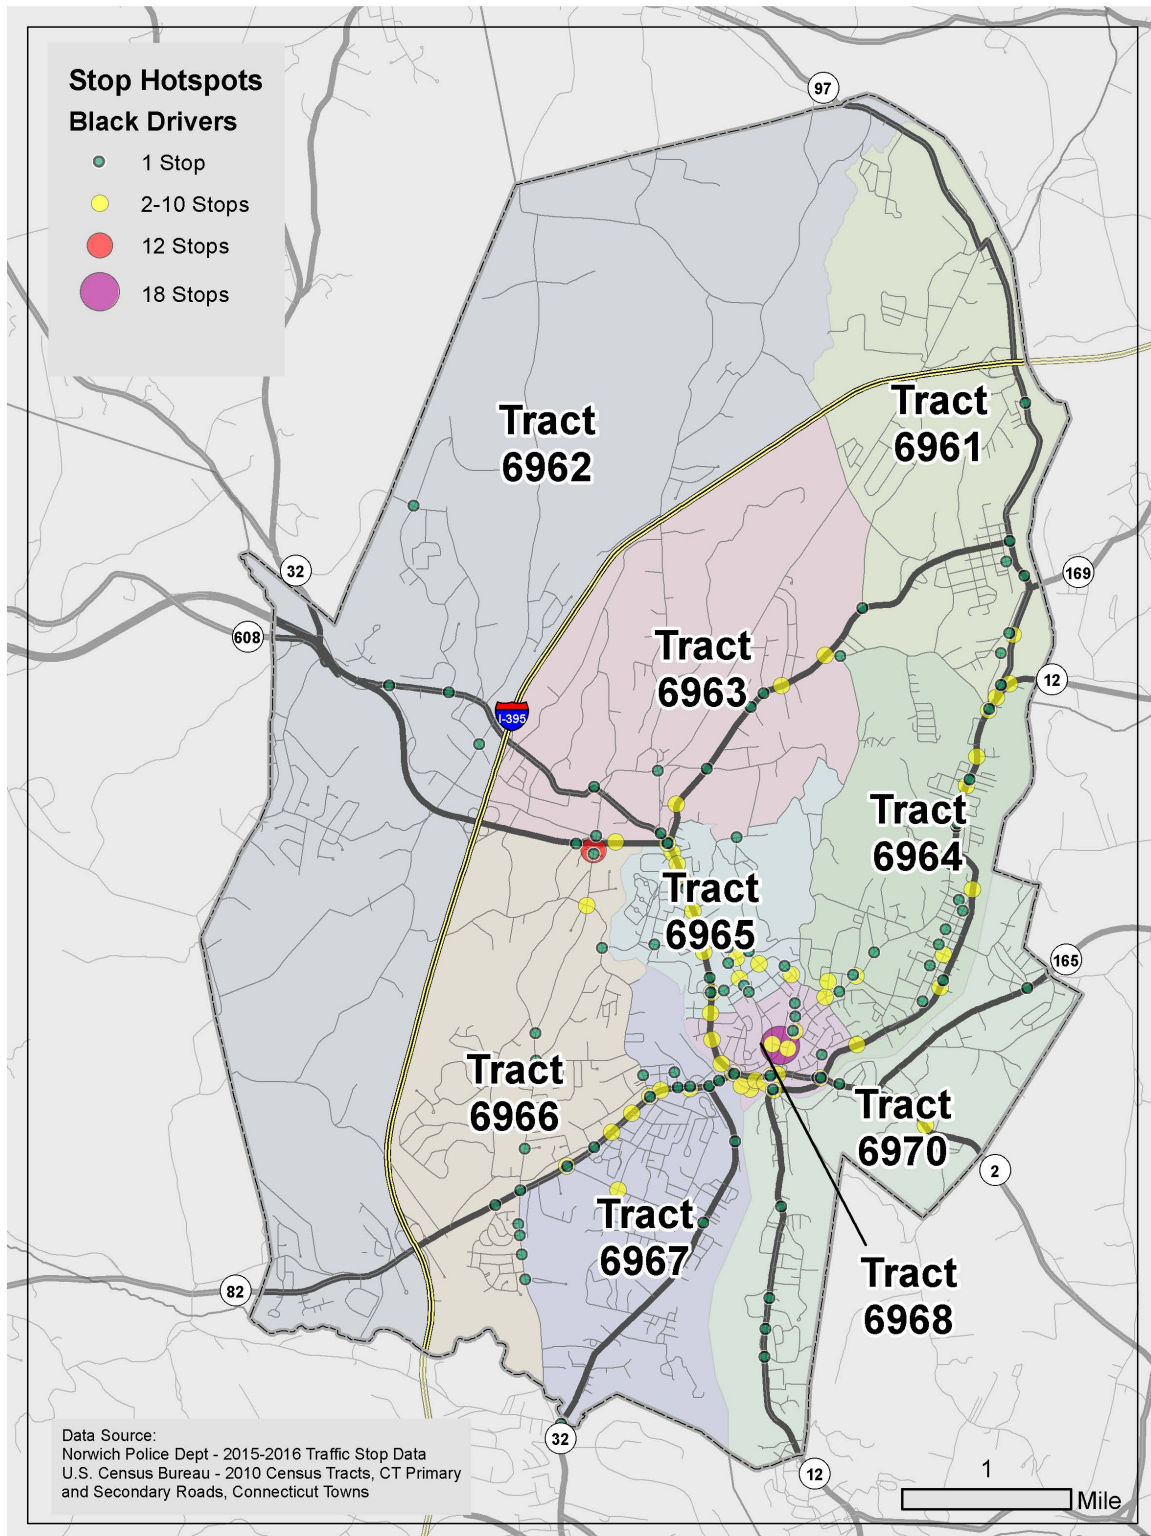 Stop Hotspots
Black Drivers
1 Stop
2-10 Stops
12 Stops
18 Stops
97
Tract
6961
Tract
6962
32
169
608
Tract
6963
12
I-395
Tract
6964
Tract
6965
165
Tract
6966
Tract
6970
2
Tract
6967
82
Tract
6968
32
12
Data Source:
Norwich Police Dept - 2015-2016 Traffic Stop Data
U.S. Census Bureau - 2010 Census Tracts, CT Primary
and Secondary Roads, Connecticut Towns
1
Mile